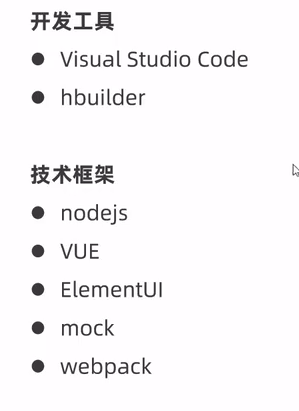 开发工具
● Visual Studio Code
● hbuilder
技术框架
● nodejs
● VUE
● ElementUI
● mock
● webpack